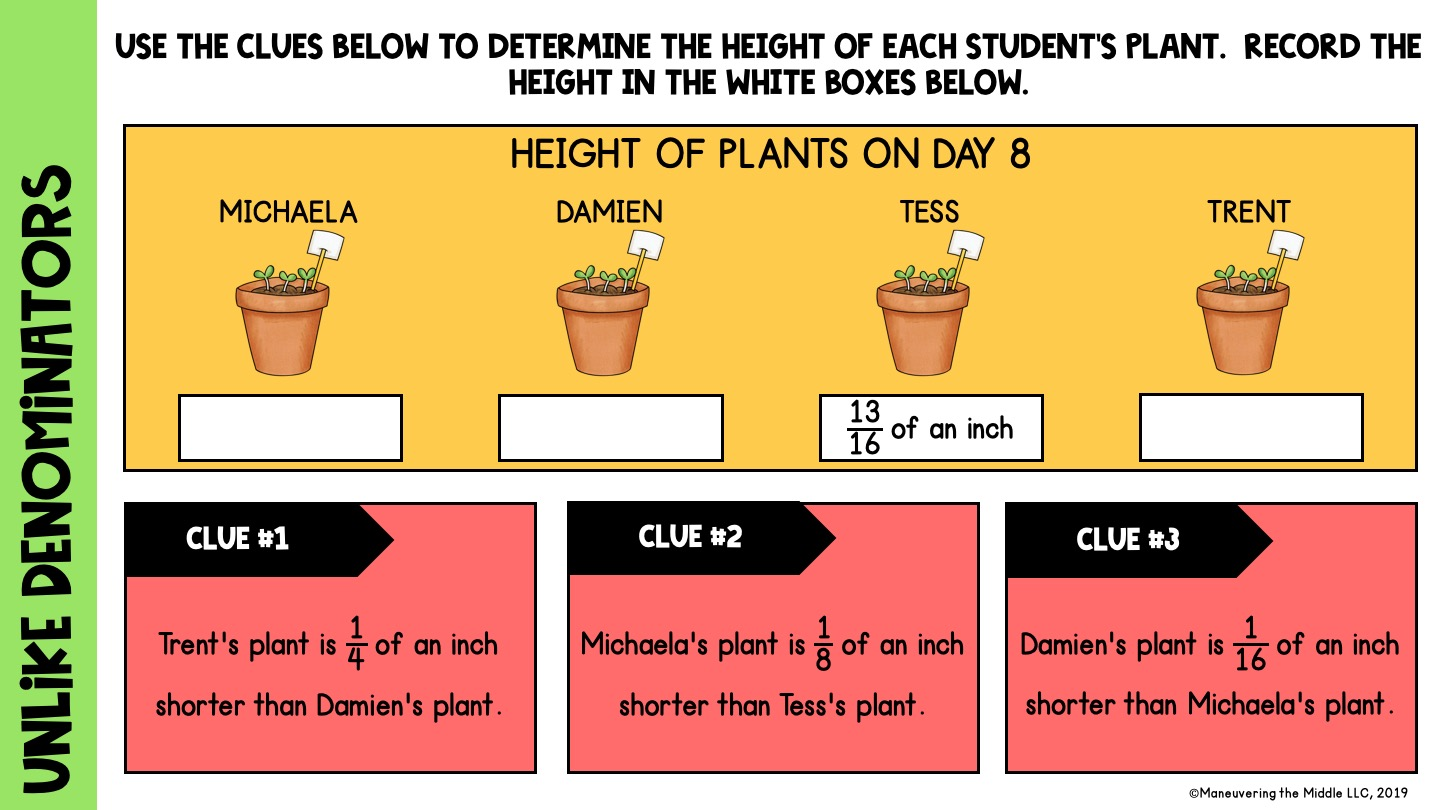 UNLIKE DENOMINATORS
USE THE CLUES BELOW TO DETERMINE THE HEIGHT OF EACH STUDENT'S PLANT. RECORD THE
HEIGHT IN THE WHITE BOXES BELOW.
HEIGHT OF PLANTS ON DAY 8
MICHAELA
DAMIEN
TESS
TRENT
13/16 of an inch
CLUE #1
Trent's plant is 1/4 of an inch
shorter than Damien's plant.
CLUE #2
Michaela's plant is 1/8 of an inch
shorter than Tess's plant.
CLUE #3
Damien's plant is 1/16 of an inch
shorter than Michaela's plant.
©Maneuvering the Middle LLC, 2019